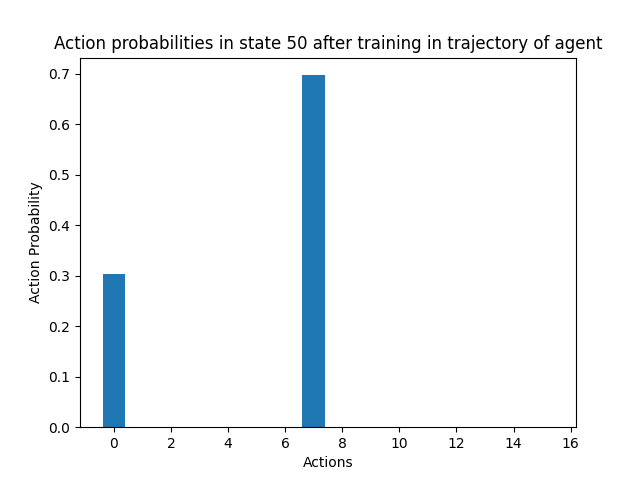 Action probabilities in state 50 after training in trajectory of agent
0.7
0.6
0.5
0.4
0.3
0.2
0.1
0.0
Action Probability
0 2 4 6 8 10 12 14 16
Actions